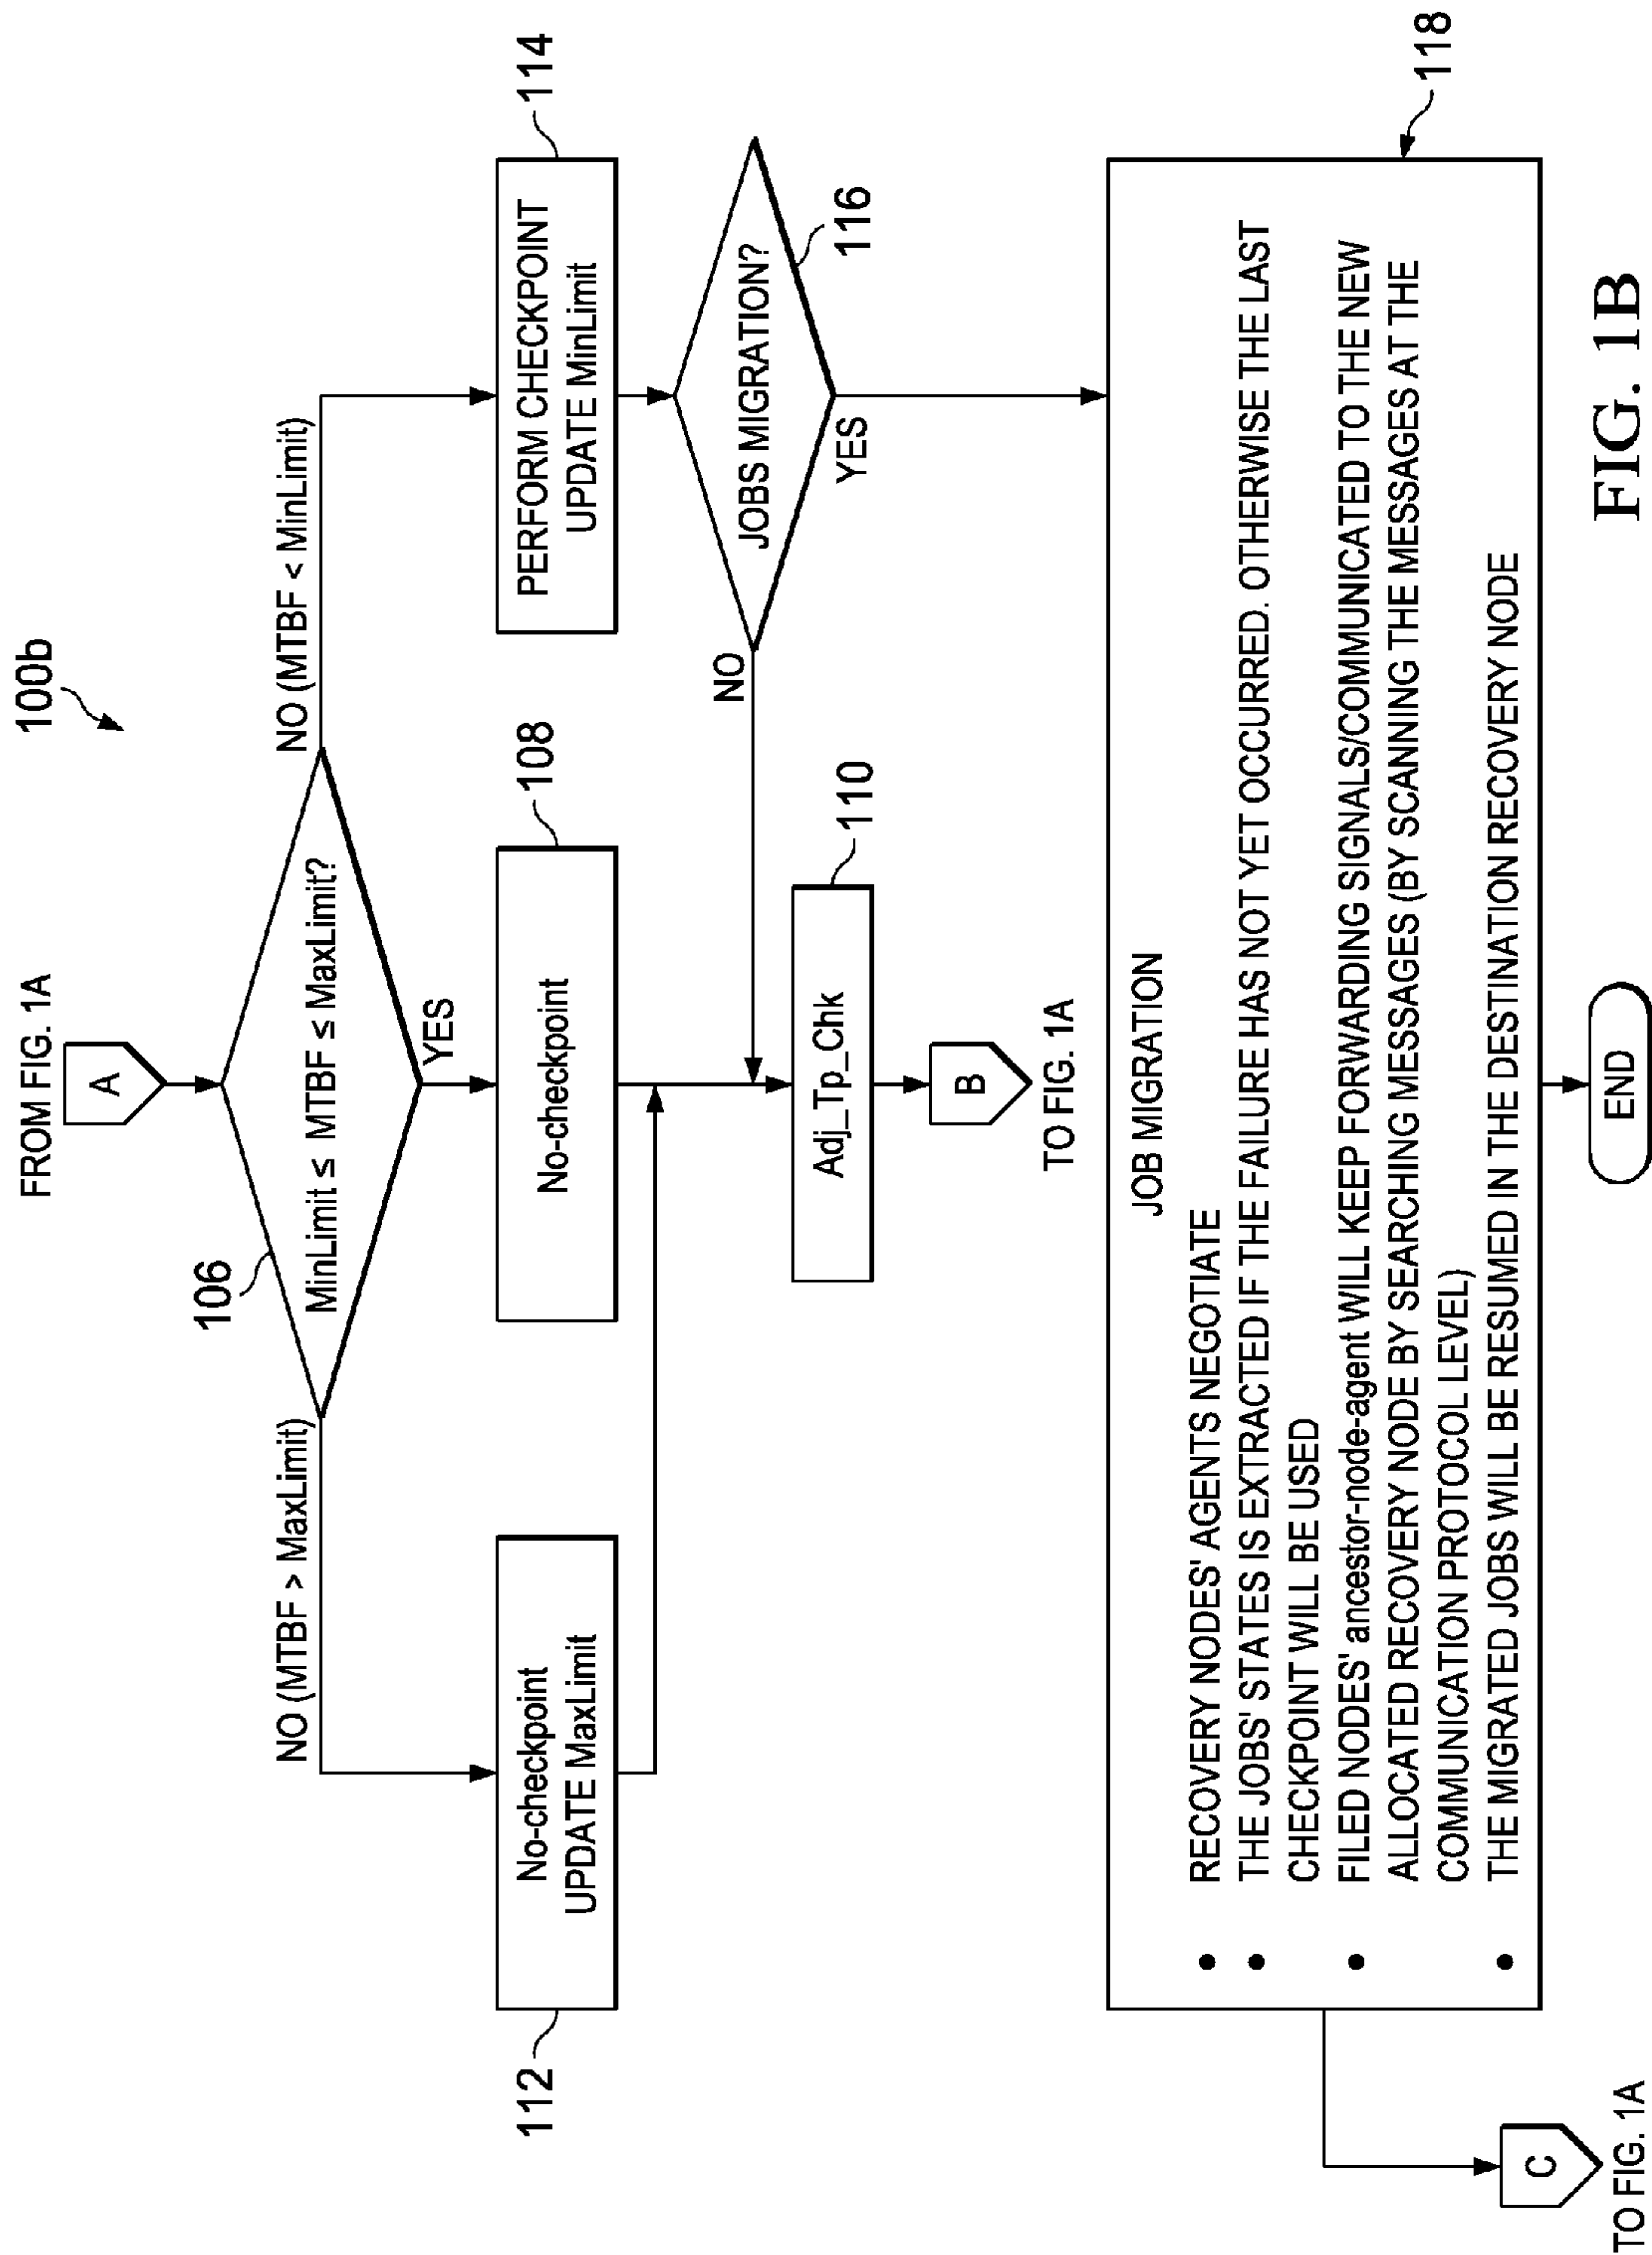 100b
FROM FIG. 1A
A
106
MinLimit ≤ MTBF ≤ MaxLimit?
NO (MTBF > MaxLimit)
YES
NO (MTBF < MinLimit)
112
No-checkpoint
UPDATE MaxLimit
108
No-checkpoint
114
PERFORM CHECKPOINT
UPDATE MinLimit
JOBS MIGRATION?
116
NO
YES
Adj_Tp_Chk
110
B
TO FIG. 1A
118
JOB MIGRATION
• RECOVERY NODES' AGENTS NEGOTIATE
• THE JOBS' STATES IS EXTRACTED IF THE FAILURE HAS NOT YET OCCURRED. OTHERWISE THE LAST
CHECKPOINT WILL BE USED
• FILED NODES' ancestor-node-agent WILL KEEP FORWARDING SIGNALS/COMMUNICATED TO THE NEW
ALLOCATED RECOVERY NODE BY SEARCHING MESSAGES (BY SCANNING THE MESSAGES AT THE
COMMUNICATION PROTOCOL LEVEL)
• THE MIGRATED JOBS WILL BE RESUMED IN THE DESTINATION RECOVERY NODE
C
TO FIG. 1A
END
FIG. 1B